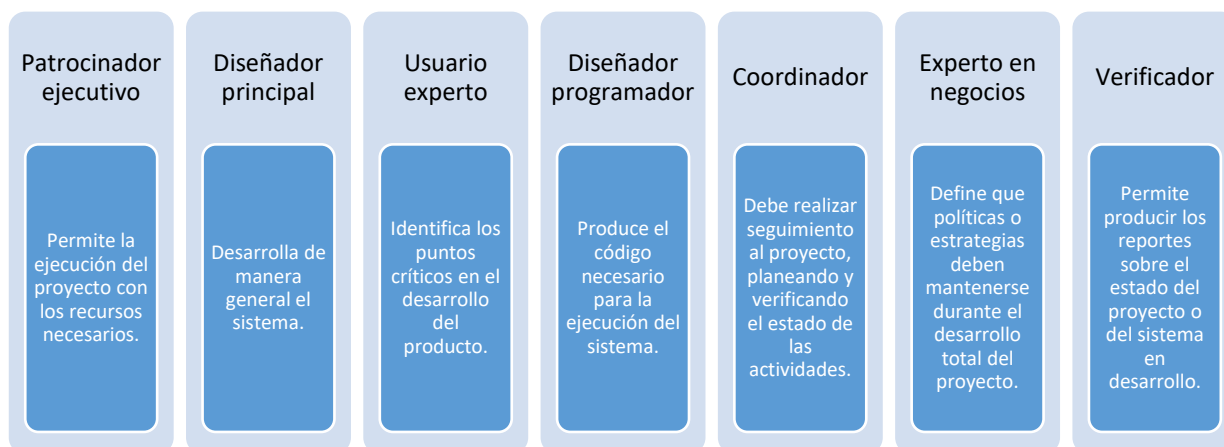 Patrocinador
ejecutivo
Permite la
ejecución del
proyecto con
los recursos
necesarios.
Diseñador
principal
Desarrolla de
manera
general el
sistema.
Usuario
experto
Identifica los
puntos
críticos en el
desarrollo
del
producto.
Diseñador
programador
Produce el
código
necesario
para la
ejecución del
sistema.
Coordinador
Debe realizar
seguimiento
al proyecto,
planeando y
verificando
el estado de
las
actividades.
Experto en
negocios
Define que
políticas o
estrategias
deben
mantenerse
durante el
desarrollo
total del
proyecto.
Verificador
Permite
producir los
reportes
sobre el
estado del
proyecto o
del sistema
en
desarrollo.